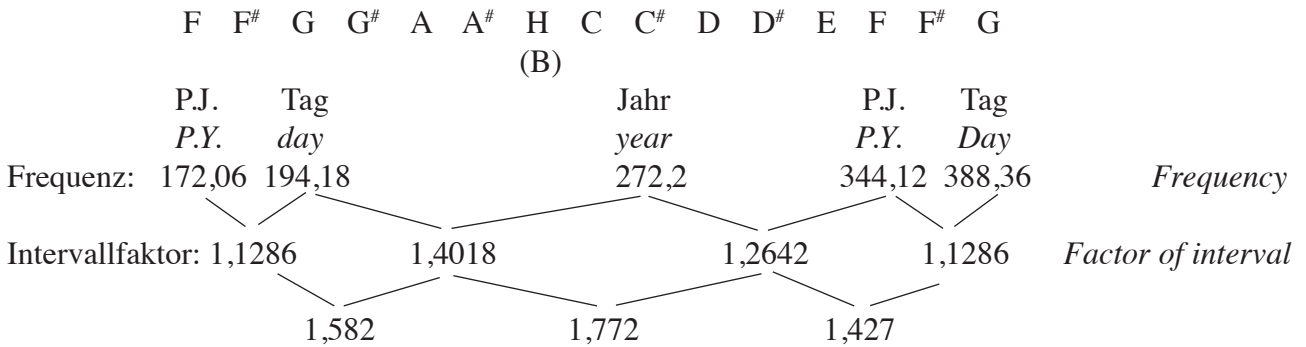 F F# G G# A A# H C C# D D# E F F# G
(B)
P.J. Tag Jahr P.J. Tag
P.Y. day year P.Y. Day
Frequenz: 172,06 194,18 272,2 344,12 388,36 Frequency
Intervallfaktor: 1,1286 1,4018 1,2642 1,1286 Factor of interval
1,582 1,772 1,427